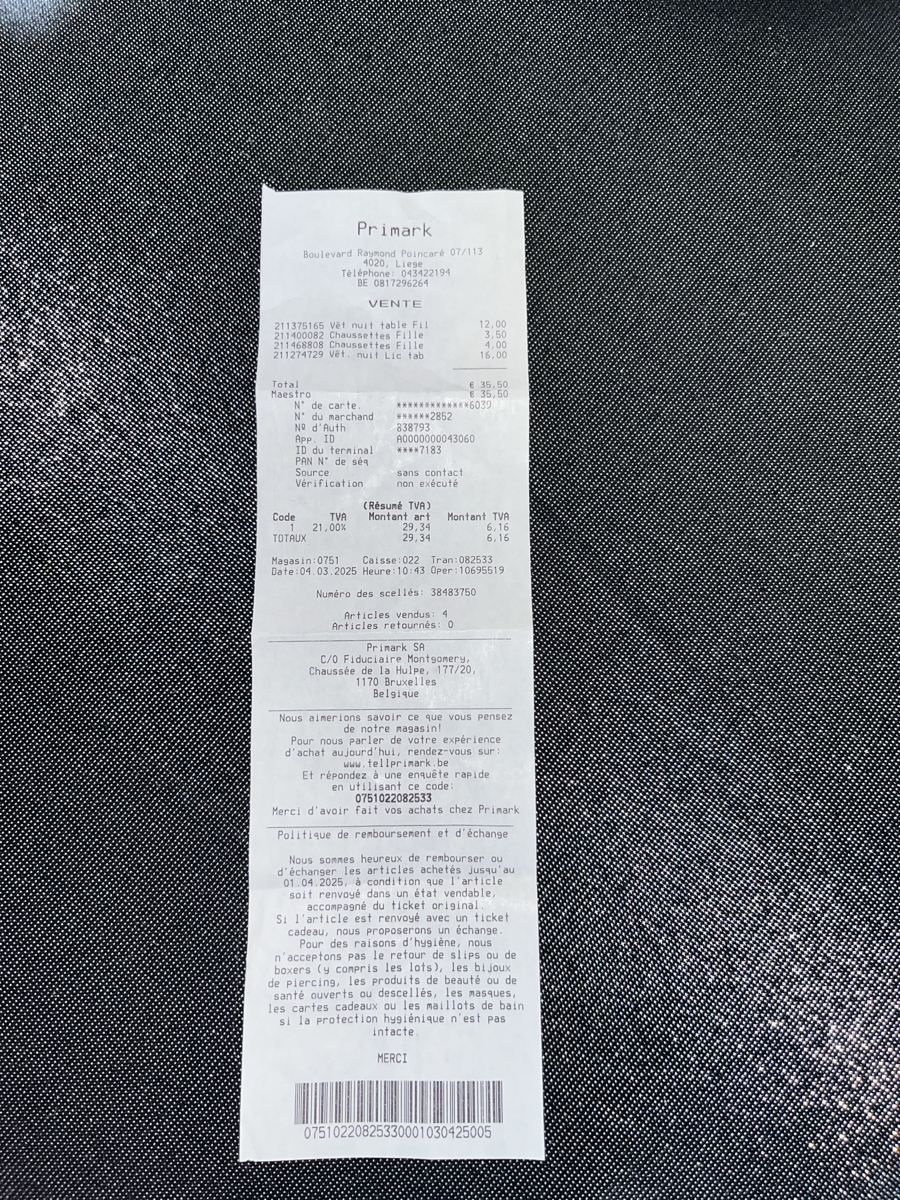 Primark
Boulevard Raymond Poincaré 07/113
4020, Liege
Téléphone: 043422194
BE 0817296264
VENTE
211375165 Vêt nuit table Fil 12,00
211400082 Chaussettes Fille 3,50
211468808 Chaussettes Fille 4,00
211274729 Vêt. nuit Lic tab 16,00
Total € 35,50
Maestro € 35,50
N° de carte. *************6039
N° du marchand ******2852
Nº d'Auth 838793
App. ID A0000000043060
ID du terminal ****7183
PAN N° de séq
Source sans contact
Vérification non exécuté
(Résumé TVA)
Code TVA Montant art Montant TVA
1 21,00% 29,34 6,16
TOTAUX 29,34 6,16
Magasin:0751 Caisse:022 Tran:082533
Date:04.03.2025 Heure:10:43 Oper:10695519
Numéro des scellés: 38483750
Articles vendus: 4
Articles retournés: 0
Primark SA
C/O Fiduciaire Montgomery,
Chaussée de la Hulpe, 177/20,
1170 Bruxelles
Belgique
Nous aimerions savoir ce que vous pensez
de notre magasin!
Pour nous parler de votre expérience
d'achat aujourd'hui, rendez-vous sur:
www.tellprimark.be
Et répondez à une enquête rapide
en utilisant ce code:
0751022082533
Merci d'avoir fait vos achats chez Primark
Politique de remboursement et d'échange
Nous sommes heureux de rembourser ou
d'échanger les articles achetés jusqu'au
01.04.2025, à condition que l'article
soit renvoyé dans un état vendable,
accompagné du ticket original.
Si l'article est renvoyé avec un ticket
cadeau, nous proposerons un échange.
Pour des raisons d'hygiène, nous
n'acceptons pas le retour de slips ou de
boxers (y compris les lots), les bijoux
de piercing, les produits de beauté ou de
santé ouverts ou descellés, les masques,
les cartes cadeaux ou les maillots de bain
si la protection hygiénique n'est pas
intacte
MERCI
07510220825330001030425005